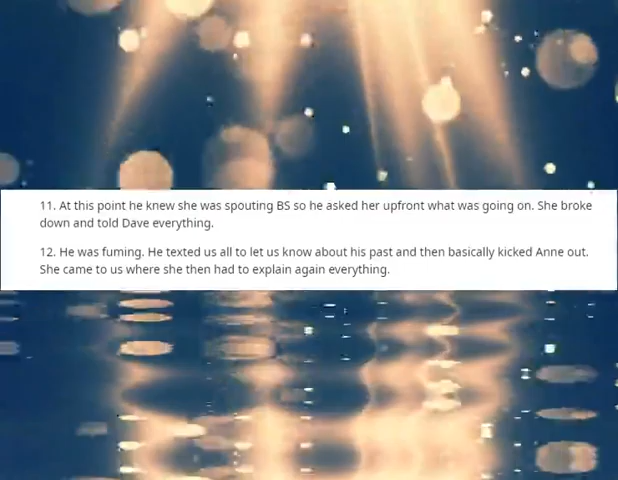 11. At this point he knew she was spouting BS so he asked her upfront what was going on. She broke
down and told Dave everything.
12. He was fuming. He texted us all to let us know about his past and then basically kicked Anne out.
She came to us where she then had to explain again everything.